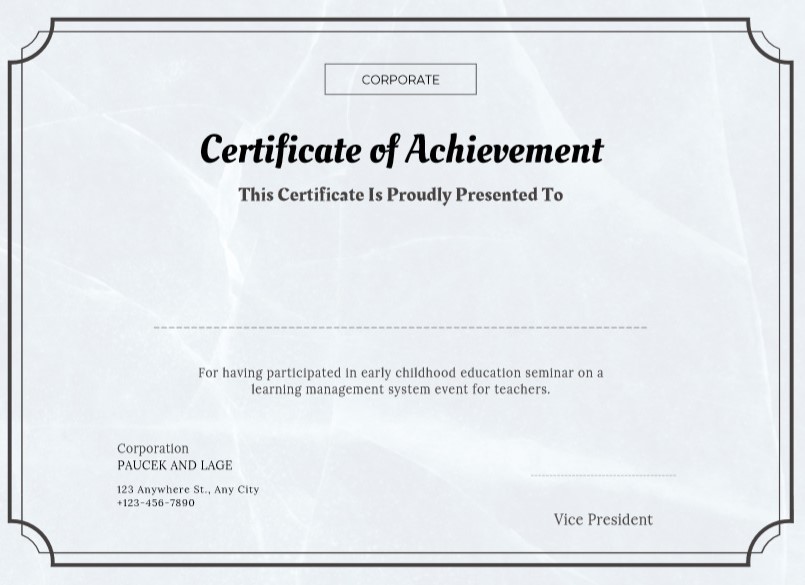 CORPORATE
Certificate of Achievement
This Certificate Is Proudly Presented To
For having participated in early childhood education seminar on a
learning management system event for teachers.
Corporation
PAUCEK AND LAGE
123 Anywhere St., Any City
+123-456-7890
Vice President